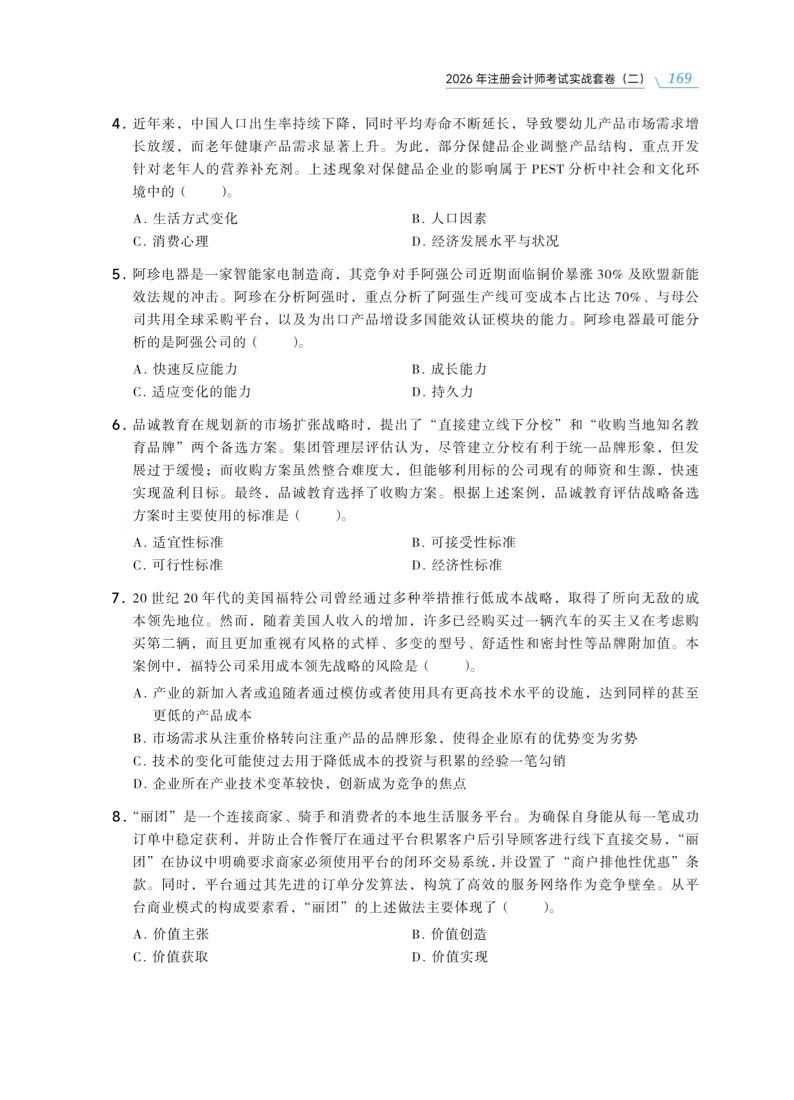 2026 年注册会计师考试实战套卷（二） 169
4. 近年来，中国人口出生率持续下降，同时平均寿命不断延长，导致婴幼儿产品市场需求增
长放缓，而老年健康产品需求显著上升。为此，部分保健品企业调整产品结构，重点开发
针对老年人的营养补充剂。上述现象对保健品企业的影响属于 PEST 分析中社会和文化环
境中的（　　）。
A. 生活方式变化 B. 人口因素
C. 消费心理 D. 经济发展水平与状况
5. 阿珍电器是一家智能家电制造商，其竞争对手阿强公司近期面临铜价暴涨 30% 及欧盟新能
效法规的冲击。阿珍在分析阿强时，重点分析了阿强生产线可变成本占比达 70%、与母公
司共用全球采购平台，以及为出口产品增设多国能效认证模块的能力。阿珍电器最可能分
析的是阿强公司的（　　）。
A. 快速反应能力 B. 成长能力
C. 适应变化的能力 D. 持久力
6. 品诚教育在规划新的市场扩张战略时，提出了“直接建立线下分校”和“收购当地知名教
育品牌”两个备选方案。集团管理层评估认为，尽管建立分校有利于统一品牌形象，但发
展过于缓慢；而收购方案虽然整合难度大，但能够利用标的公司现有的师资和生源，快速
实现盈利目标。最终，品诚教育选择了收购方案。根据上述案例，品诚教育评估战略备选
方案时主要使用的标准是（　　）。
A. 适宜性标准 B. 可接受性标准
C. 可行性标准 D. 经济性标准
7. 20 世纪 20 年代的美国福特公司曾经通过多种举措推行低成本战略，取得了所向无敌的成
本领先地位。然而，随着美国人收入的增加，许多已经购买过一辆汽车的买主又在考虑购
买第二辆，而且更加重视有风格的式样、多变的型号、舒适性和密封性等品牌附加值。本
案例中，福特公司采用成本领先战略的风险是（　　）。
A. 产业的新加入者或追随者通过模仿或者使用具有更高技术水平的设施，达到同样的甚至
更低的产品成本
B. 市场需求从注重价格转向注重产品的品牌形象，使得企业原有的优势变为劣势
C. 技术的变化可能使过去用于降低成本的投资与积累的经验一笔勾销
D. 企业所在产业技术变革较快，创新成为竞争的焦点
8. “丽团”是一个连接商家、骑手和消费者的本地生活服务平台。为确保自身能从每一笔成功
订单中稳定获利，并防止合作餐厅在通过平台积累客户后引导顾客进行线下直接交易，“丽
团”在协议中明确要求商家必须使用平台的闭环交易系统，并设置了“商户排他性优惠”条
款。同时，平台通过其先进的订单分发算法，构筑了高效的服务网络作为竞争壁垒。从平
台商业模式的构成要素看，“丽团”的上述做法主要体现了（　　）。
A. 价值主张 B. 价值创造
C. 价值获取 D. 价值实现